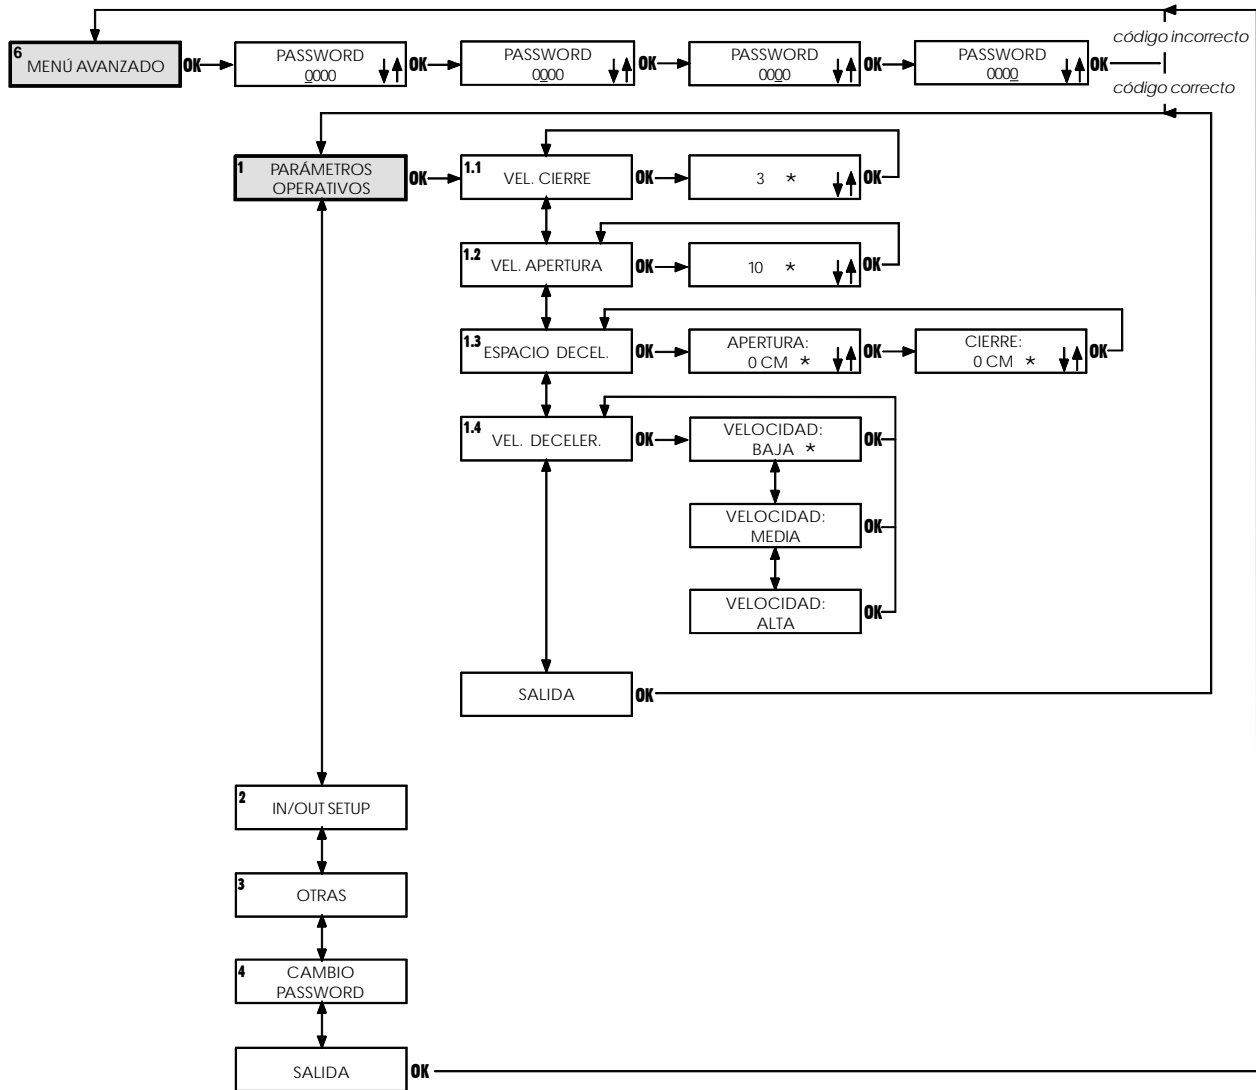 6
MENÚ AVANZADO
OK
PASSWORD
0000
OK
PASSWORD
0000
OK
PASSWORD
0000
OK
PASSWORD
0000
OK
código incorrecto
código correcto
1
PARÁMETROS
OPERATIVOS
OK
1.1
VEL. CIERRE
OK
3 *
OK
1.2
VEL. APERTURA
OK
10 *
OK
1.3
ESPACIO DECEL.
OK
APERTURA:
0 CM *
OK
CIERRE:
0 CM *
OK
1.4
VEL. DECELER.
OK
VELOCIDAD:
BAJA *
OK
VELOCIDAD:
MEDIA
OK
VELOCIDAD:
ALTA
OK
SALIDA
OK
2
IN/OUT SETUP
3
OTRAS
4
CAMBIO
PASSWORD
SALIDA
OK